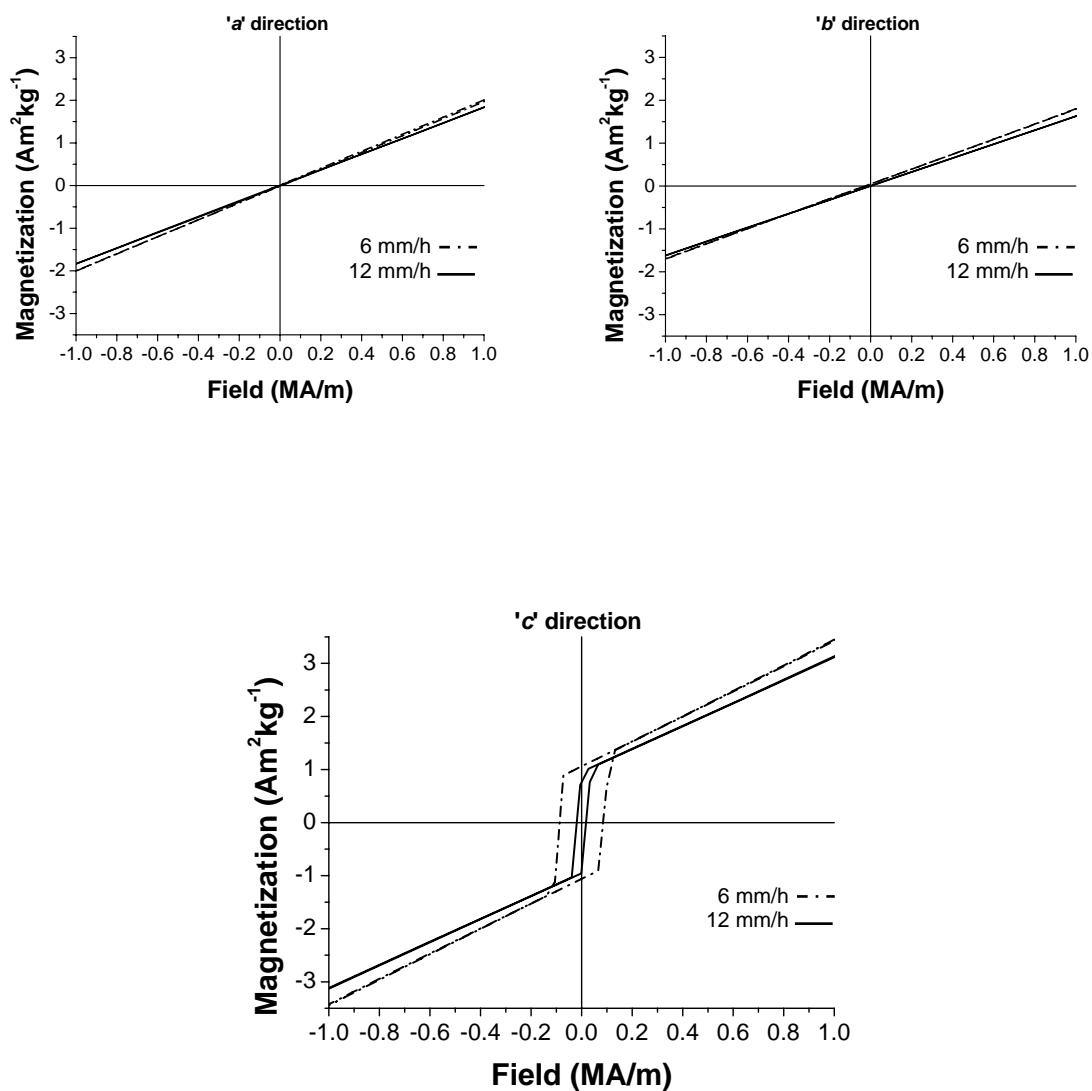 'a' direction
3
2
1
0
-1
-2
-3
Magnetization (Am²kg⁻¹)
6 mm/h
12 mm/h
-1.0 -0.8 -0.6 -0.4 -0.2 0.0 0.2 0.4 0.6 0.8 1.0
Field (MA/m)
'b' direction
3
2
1
0
-1
-2
-3
Magnetization (Am²kg⁻¹)
6 mm/h
12 mm/h
-1.0 -0.8 -0.6 -0.4 -0.2 0.0 0.2 0.4 0.6 0.8 1.0
Field (MA/m)
'c' direction
3
2
1
0
-1
-2
-3
Magnetization (Am²kg⁻¹)
6 mm/h
12 mm/h
-1.0 -0.8 -0.6 -0.4 -0.2 0.0 0.2 0.4 0.6 0.8 1.0
Field (MA/m)